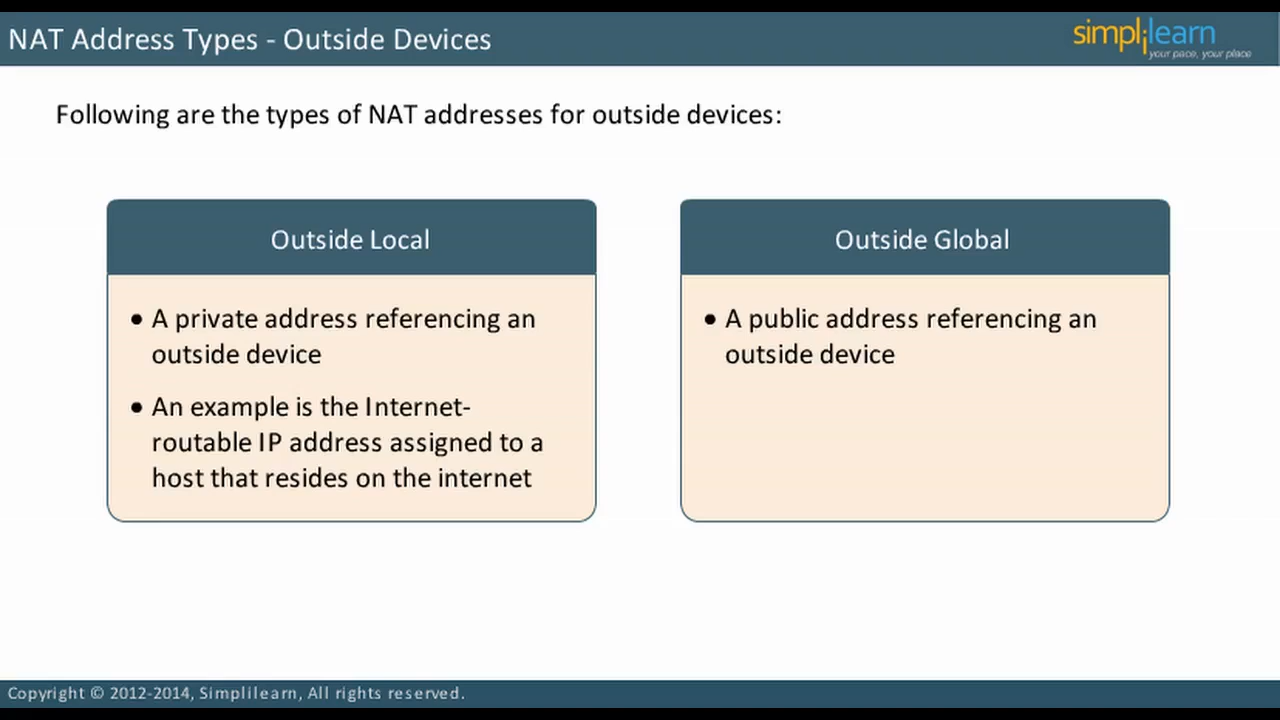 NAT Address Types - Outside Devices
simplilearn
your pace, your place
Following are the types of NAT addresses for outside devices:
Outside Local
• A private address referencing an
outside device
• An example is the Internet-
routable IP address assigned to a
host that resides on the internet
Outside Global
• A public address referencing an
outside device
Copyright © 2012-2014, Simplilearn, All rights reserved.